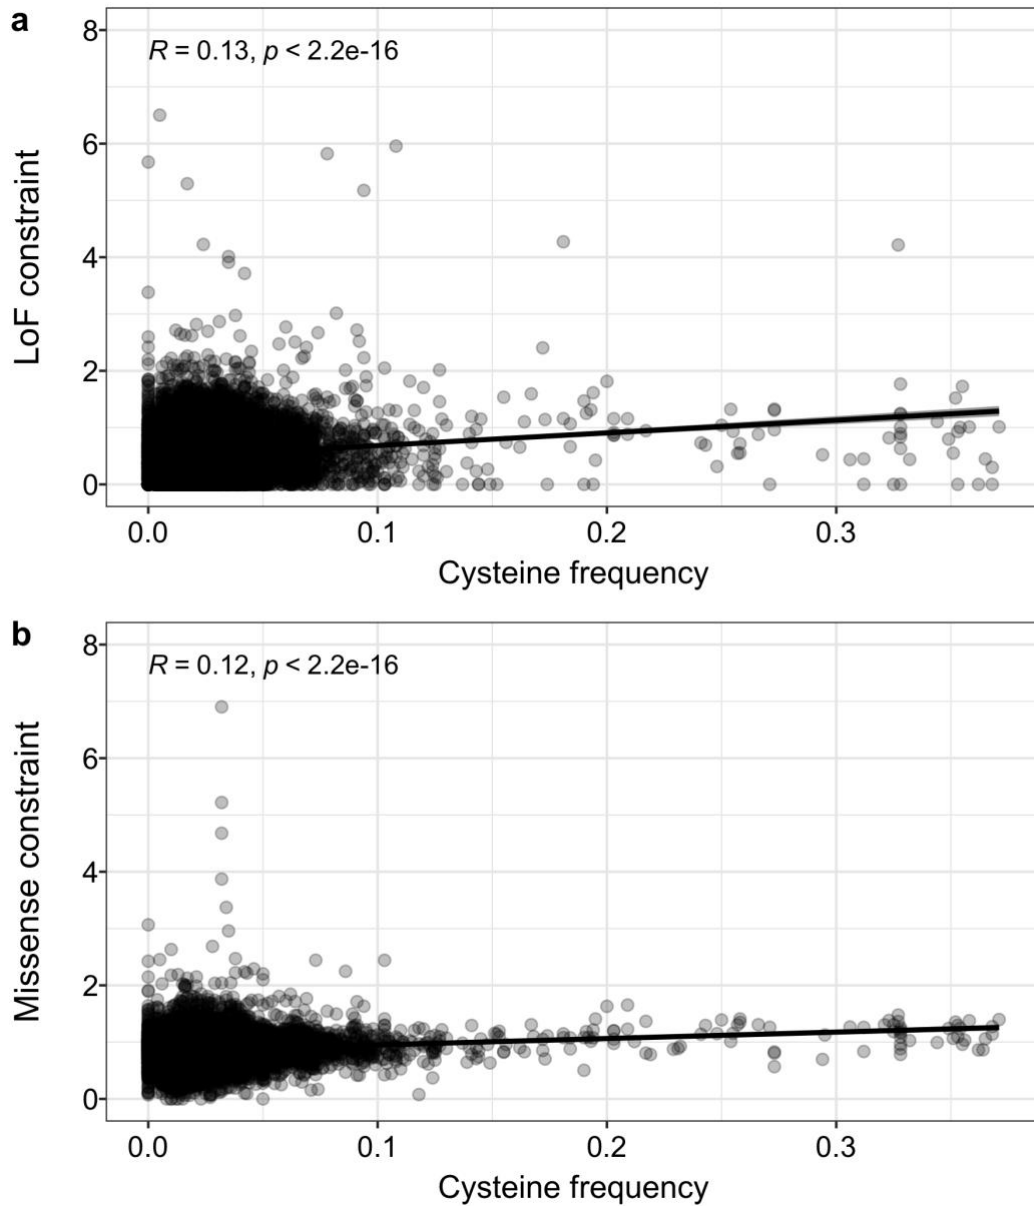 a
R = 0.13, p < 2.2e-16
8
6
4
2
0
LoF constraint
0.0 0.1 0.2 0.3
Cysteine frequency
b
R = 0.12, p < 2.2e-16
8
6
4
2
0
Missense constraint
0.0 0.1 0.2 0.3
Cysteine frequency